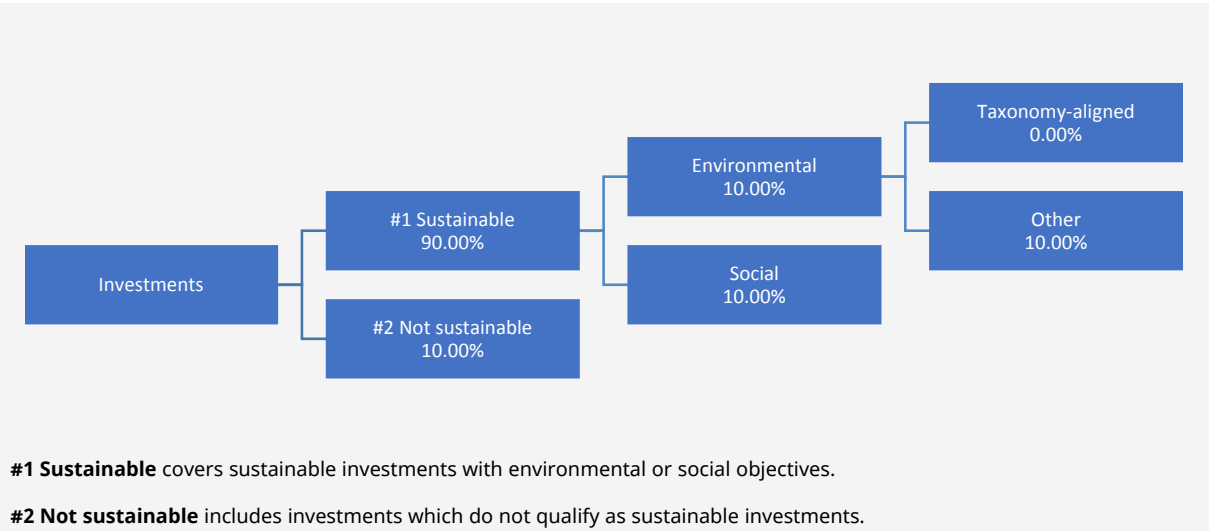 Investments
#1 Sustainable
90.00%
#2 Not sustainable
10.00%
Environmental
10.00%
Social
10.00%
Taxonomy-aligned
0.00%
Other
10.00%
#1 Sustainable covers sustainable investments with environmental or social objectives.
#2 Not sustainable includes investments which do not qualify as sustainable investments.